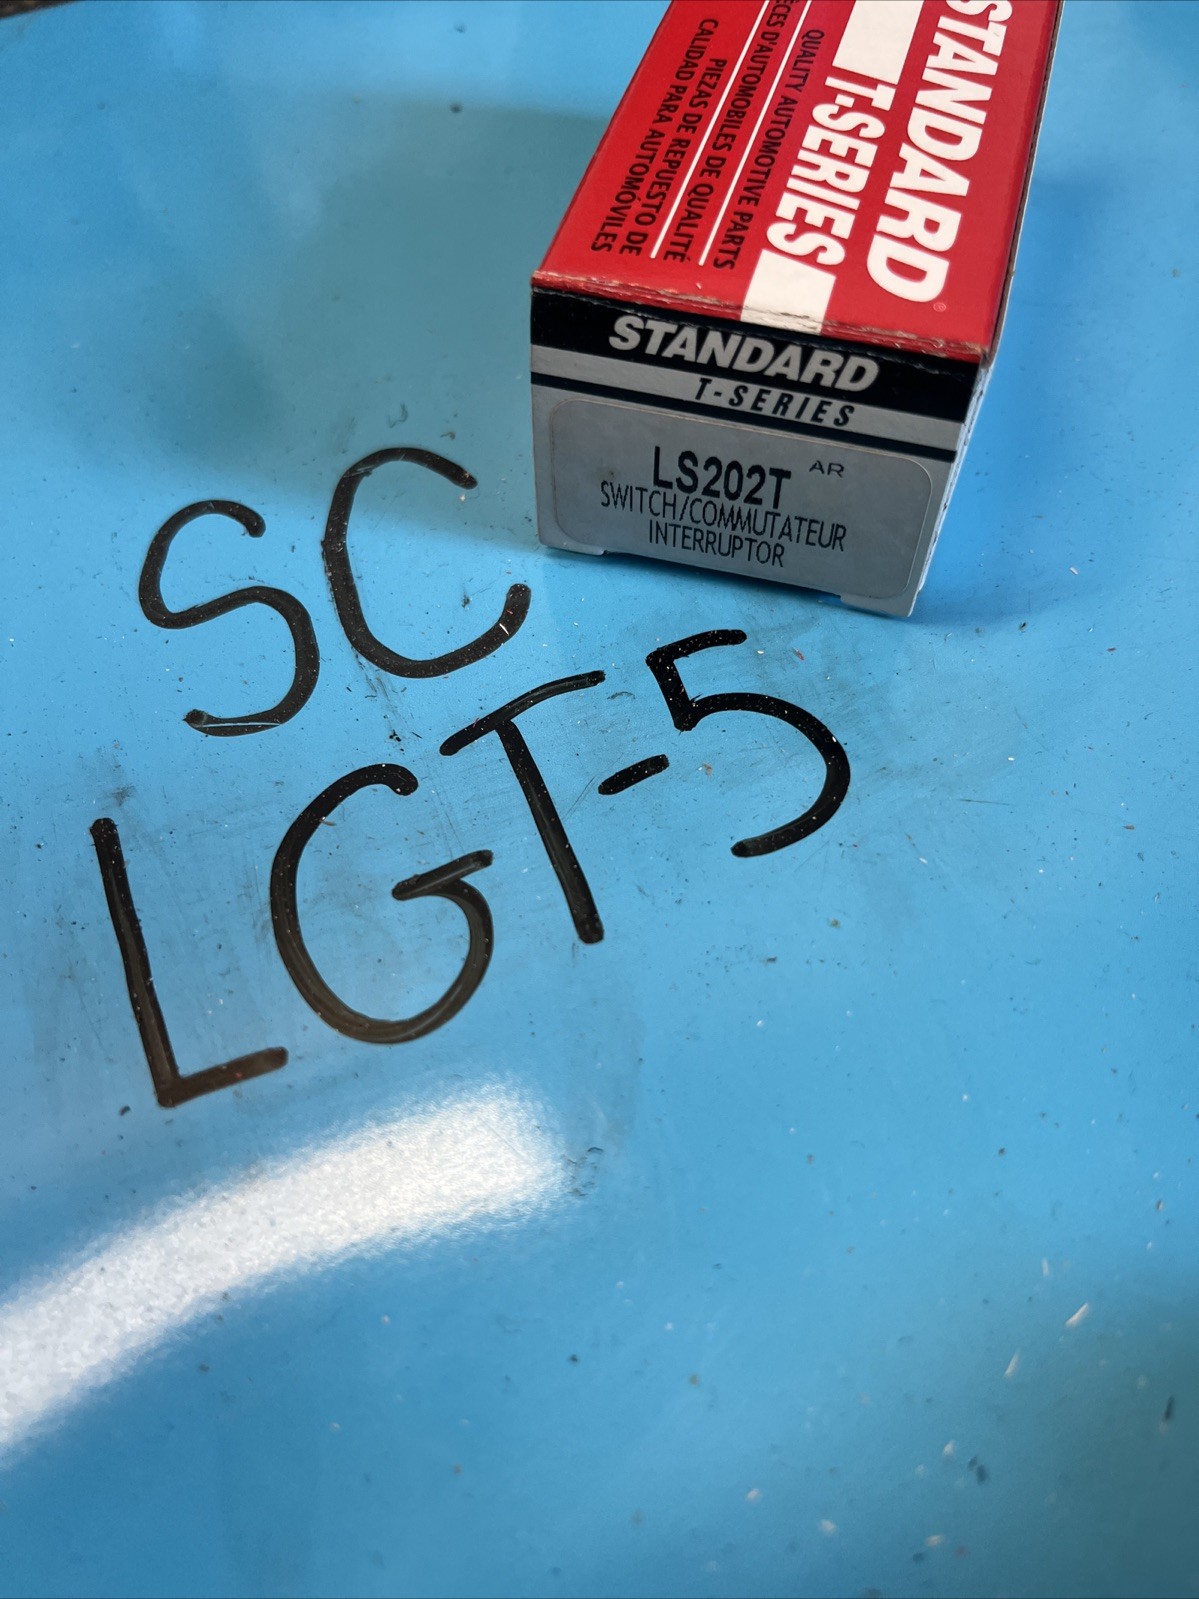 STANDARD®
T-SERIES
QUALITY AUTOMOTIVE PARTS
D'AUTOMOBILES DE QUALITÉ
PIEZAS DE REPUESTO DE
CALIDAD PARA AUTOMÓVILES
STANDARD
T-SERIES
LS202T AR
SWITCH/COMMUTATEUR
INTERRUPTOR
SC
LGT-5